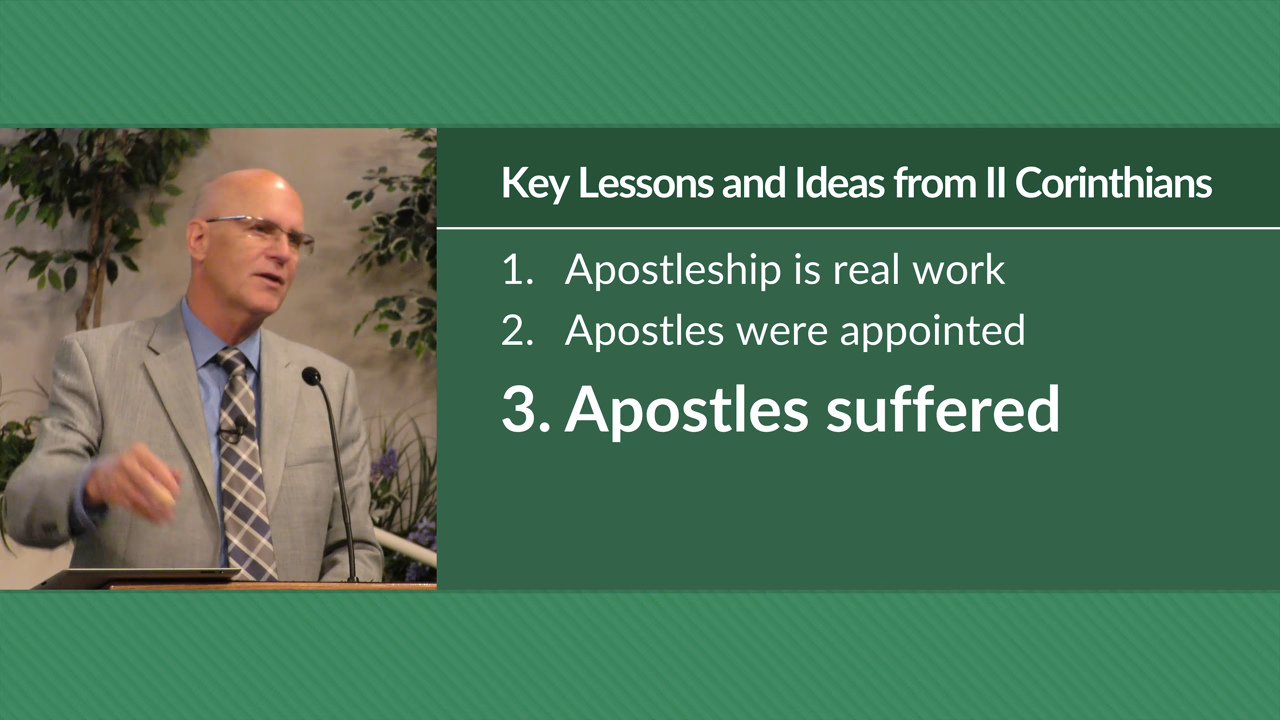 Key Lessons and Ideas from II Corinthians
1. Apostleship is real work
2. Apostles were appointed
3. Apostles suffered